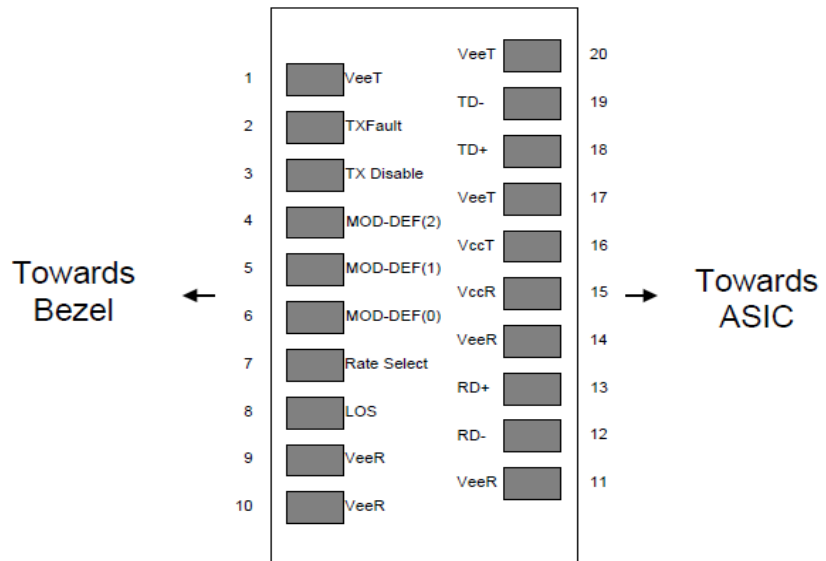 VeeT 20
1 VeeT
TD- 19
2 TXFault
TD+ 18
3 TX Disable
VeeT 17
4 MOD-DEF(2)
VccT 16
5 MOD-DEF(1)
Towards
Bezel
VccR 15
Towards
ASIC
6 MOD-DEF(0)
VeeR 14
7 Rate Select
RD+ 13
8 LOS
RD- 12
9 VeeR
VeeR 11
10 VeeR